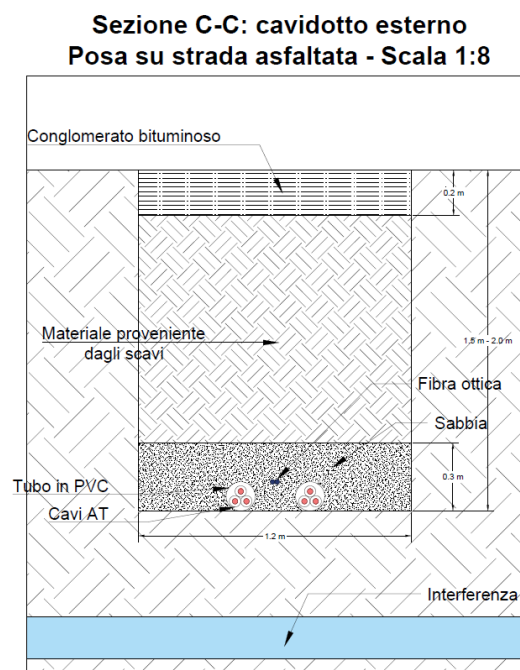 Sezione C-C: cavidotto esterno
Posa su strada asfaltata - Scala 1:8
Conglomerato bituminoso
0.2 m
Materiale proveniente
dagli scavi
1.5 m - 2.0 m
Fibra ottica
Sabbia
Tubo in PVC
0.3 m
Cavi AT
1.2 m
Interferenza